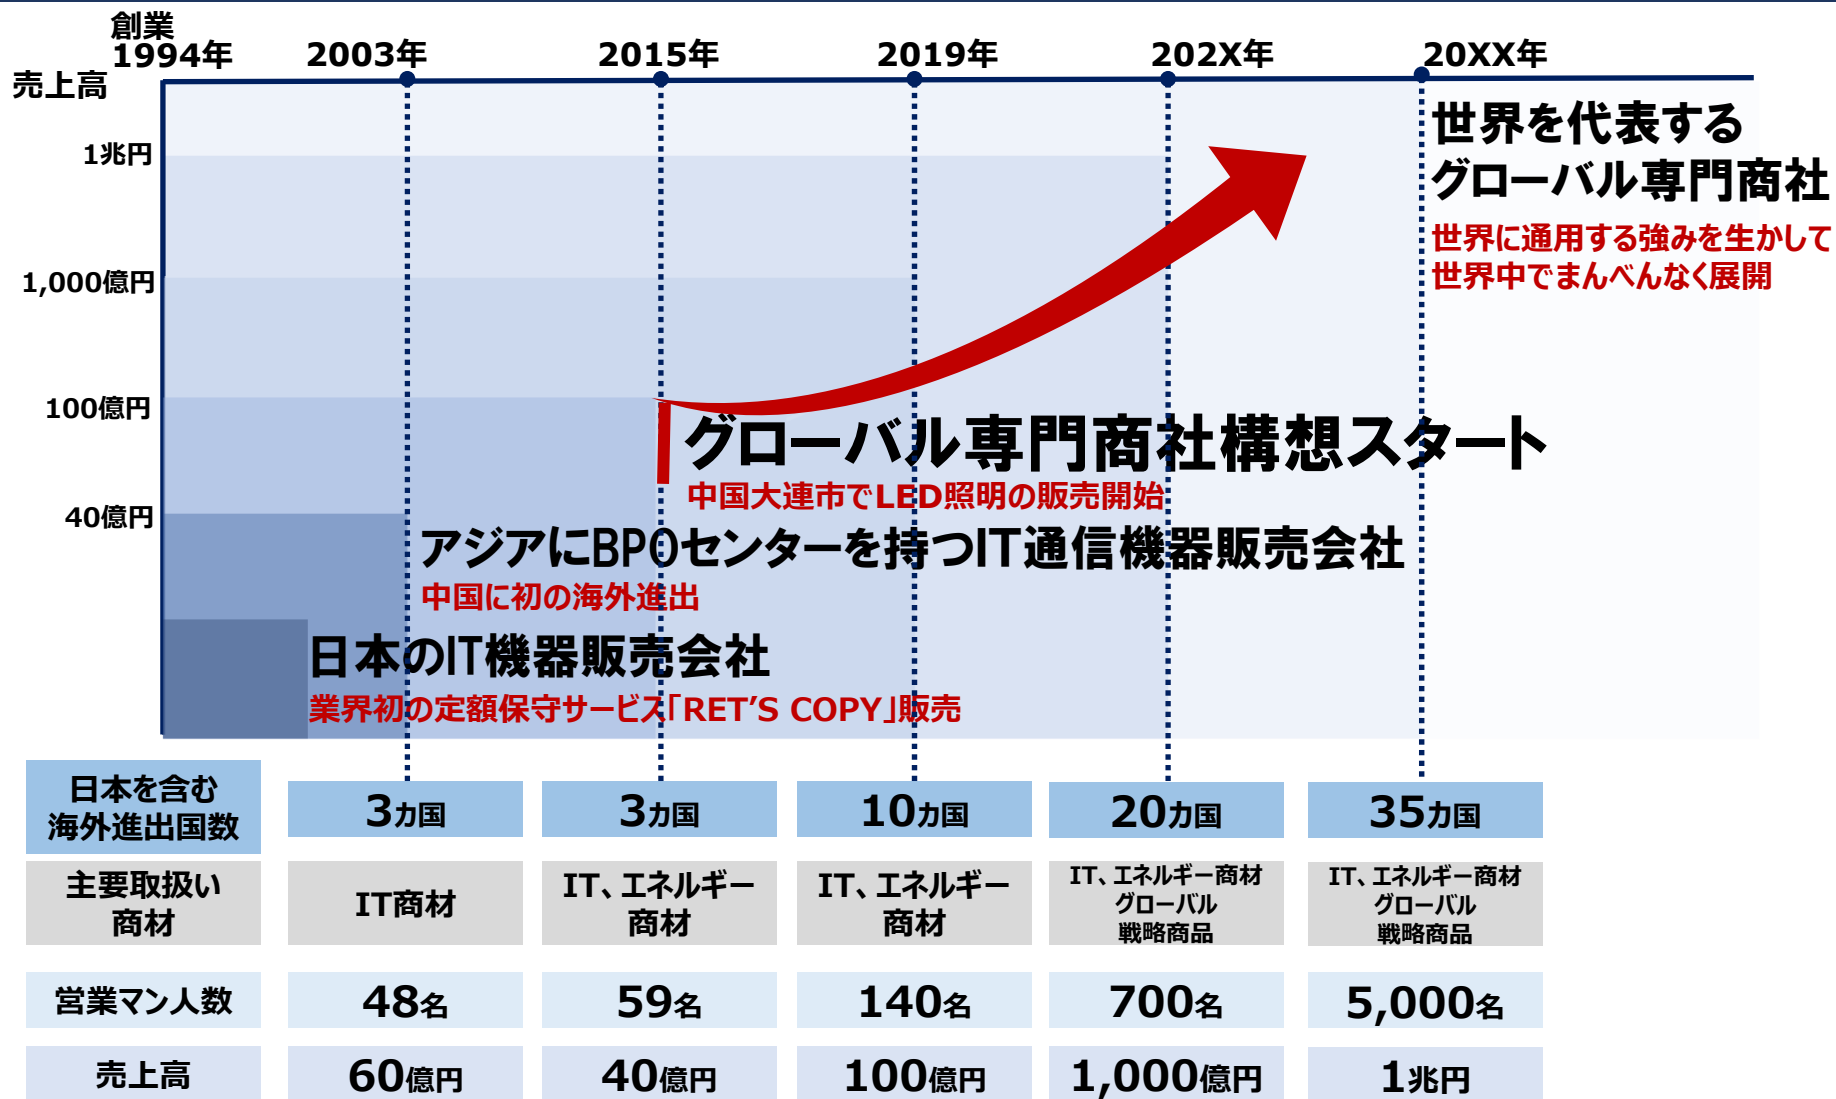 創業
1994年 2003年 2015年 2019年 202X年 20XX年
売上高
1兆円
1,000億円
100億円
40億円
世界を代表する
グローバル専門商社
世界に通用する強みを生かして
世界中でまんべんなく展開
グローバル専門商社構想スタート
中国大連市でLED照明の販売開始
アジアにBPOセンターを持つIT通信機器販売会社
中国に初の海外進出
日本のIT機器販売会社
業界初の定額保守サービス「RET'S COPY」販売
日本を含む
海外進出国数
3カ国 3カ国 10カ国 20カ国 35カ国
主要取扱い
商材
IT商材
IT、エネルギー
商材
IT、エネルギー
商材
IT、エネルギー商材
グローバル
戦略商品
IT、エネルギー商材
グローバル
戦略商品
営業マン人数 48名 59名 140名 700名 5,000名
売上高 60億円 40億円 100億円 1,000億円 1兆円